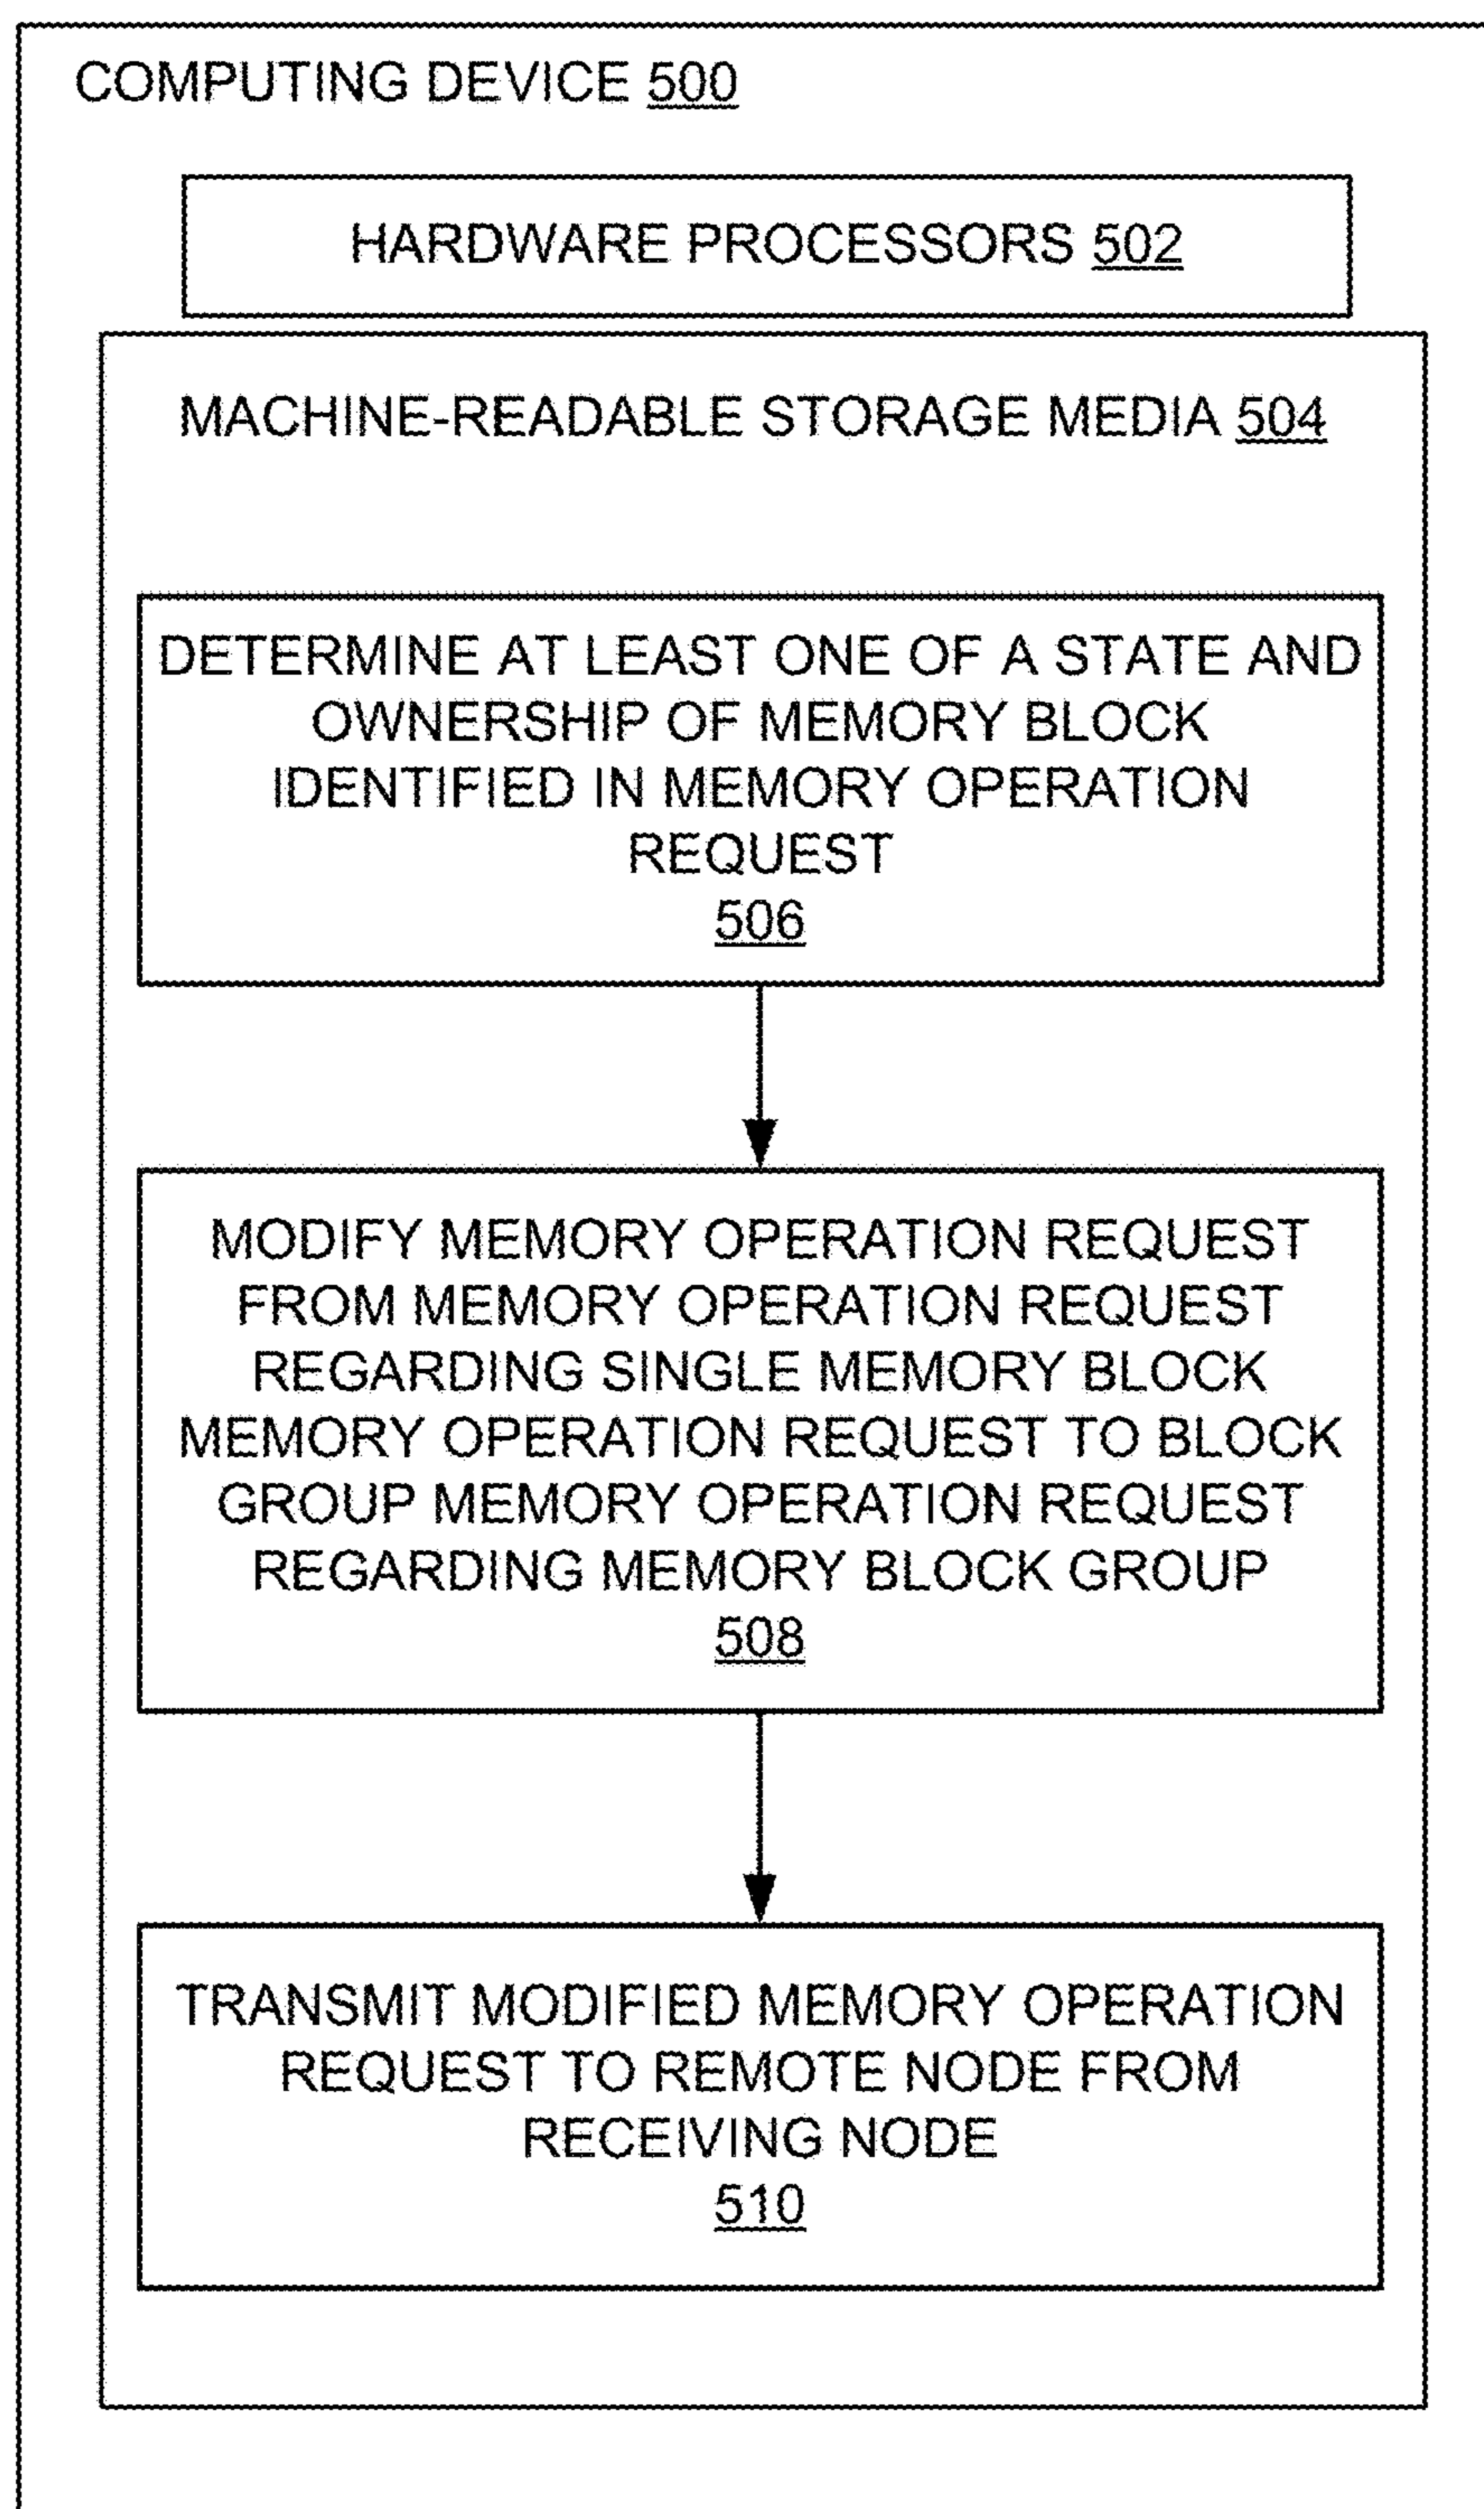 COMPUTING DEVICE 500
HARDWARE PROCESSORS 502
MACHINE-READABLE STORAGE MEDIA 504
DETERMINE AT LEAST ONE OF A STATE AND
OWNERSHIP OF MEMORY BLOCK
IDENTIFIED IN MEMORY OPERATION
REQUEST
506
MODIFY MEMORY OPERATION REQUEST
FROM MEMORY OPERATION REQUEST
REGARDING SINGLE MEMORY BLOCK
MEMORY OPERATION REQUEST TO BLOCK
GROUP MEMORY OPERATION REQUEST
REGARDING MEMORY BLOCK GROUP
508
TRANSMIT MODIFIED MEMORY OPERATION
REQUEST TO REMOTE NODE FROM
RECEIVING NODE
510